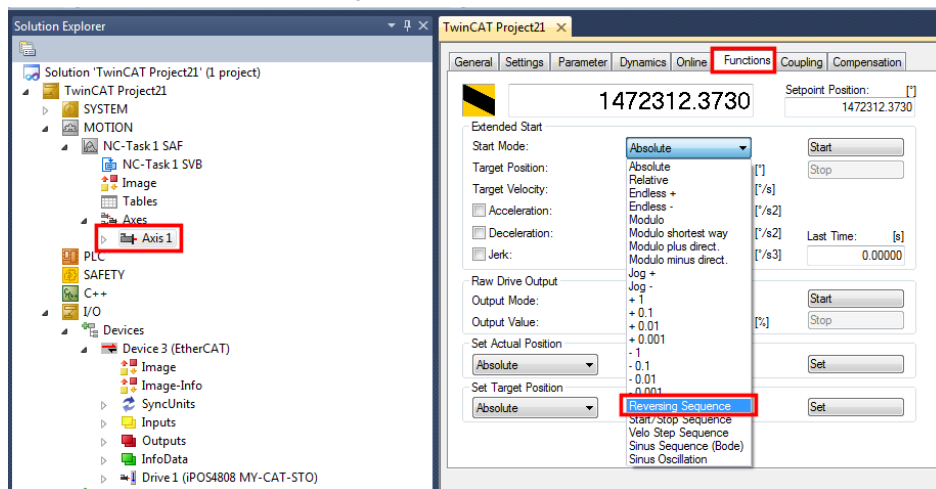 Solution Explorer
Solution 'TwinCAT Project21' (1 project)
TwinCAT Project21
SYSTEM
MOTION
NC-Task 1 SAF
NC-Task 1 SVB
Image
Tables
Axes
Axis 1
PLC
SAFETY
C++
I/O
Devices
Device 3 (EtherCAT)
Image
Image-Info
SyncUnits
Inputs
Outputs
InfoData
Drive 1 (iPOS4808 MY-CAT-STO)
TwinCAT Project21
General Settings Parameter Dynamics Online Functions Coupling Compensation
1472312.3730
Setpoint Position: [°]
1472312.3730
Extended Start
Start Mode: Absolute Start
Target Position: [°] Stop
Target Velocity: [°/s]
Acceleration: [°/s2]
Deceleration: [°/s2] Last Time: [s]
Jerk: [°/s3] 0.00000
Absolute
Relative
Endless +
Endless -
Modulo
Modulo shortest way
Modulo plus direct.
Modulo minus direct.
Jog +
Jog -
+ 1
+ 0.1
+ 0.01
+ 0.001
- 1
- 0.1
- 0.01
- 0.001
Reversing Sequence
Start/Stop Sequence
Velo Step Sequence
Sinus Sequence (Bode)
Sinus Oscillation
Raw Drive Output
Output Mode: Start
Output Value: [%] Stop
Set Actual Position
Absolute Set
Set Target Position
Absolute Set